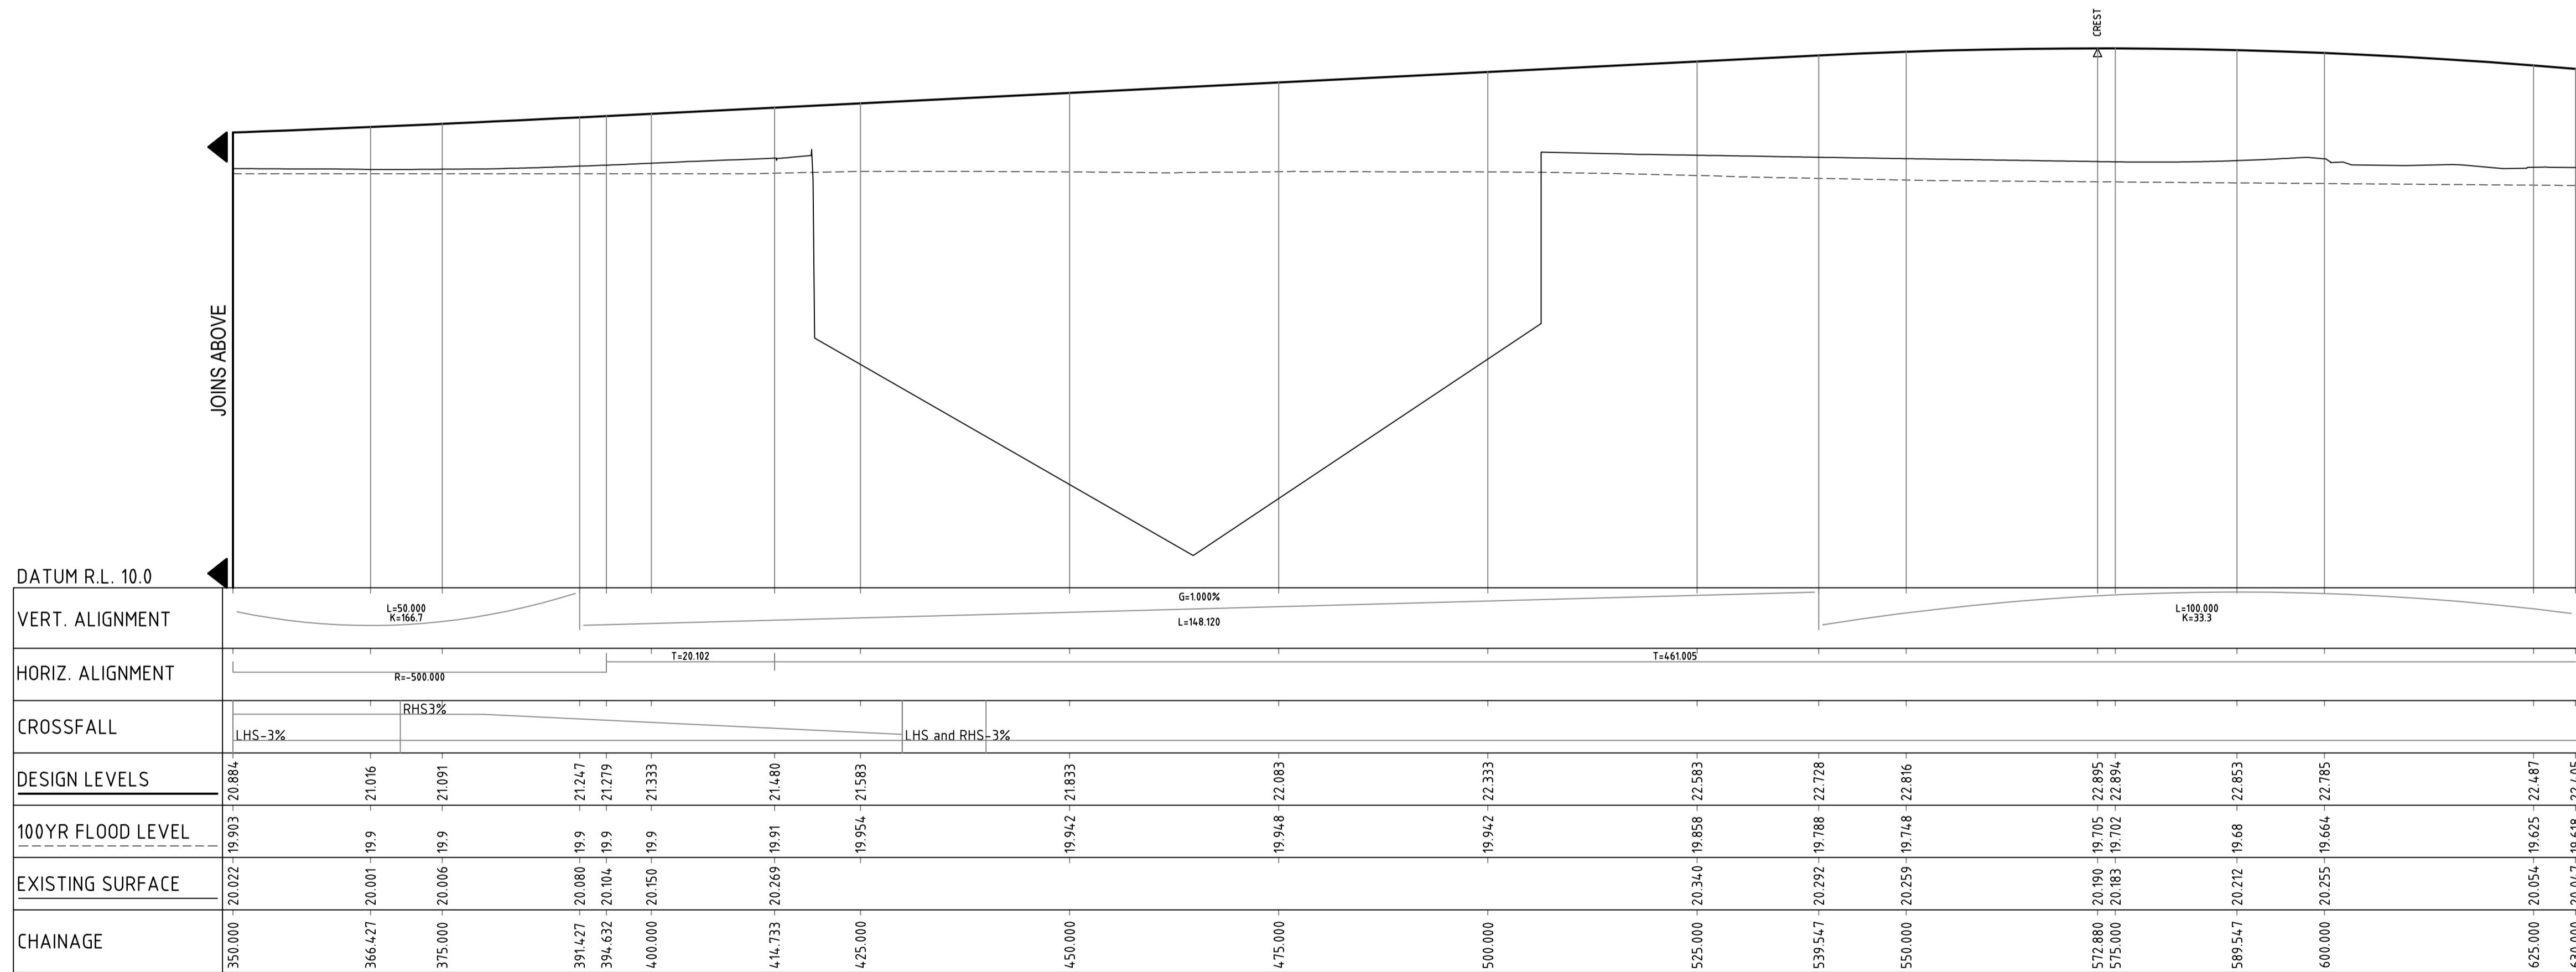 CREST
JOINS ABOVE
DATUM R.L. 10.0
VERT. ALIGNMENT
L=50.000
K=166.7
G=1.000%
L=148.120
L=100.000
K=33.3
HORIZ. ALIGNMENT
R=-500.000
T=20.102
T=461.005
CROSSFALL
LHS-3%
RHS3%
LHS and RHS-3%
DESIGN LEVELS
20.884 21.016 21.091 21.247 21.279 21.333 21.480 21.583 21.833 22.083 22.333 22.583 22.728 22.816 22.895 22.894 22.853 22.785 22.487
100YR FLOOD LEVEL
19.903 19.9 19.9 19.9 19.9 19.9 19.91 19.954 19.942 19.948 19.942 19.858 19.788 19.748 19.705 19.702 19.68 19.664 19.625
EXISTING SURFACE
20.022 20.001 20.006 20.080 20.104 20.150 20.269 20.340 20.292 20.259 20.190 20.183 20.212 20.255 20.054
CHAINAGE
350.000 366.427 375.000 391.427 394.632 400.000 414.733 425.000 450.000 475.000 500.000 525.000 539.547 550.000 572.880 575.000 589.547 600.000 625.000